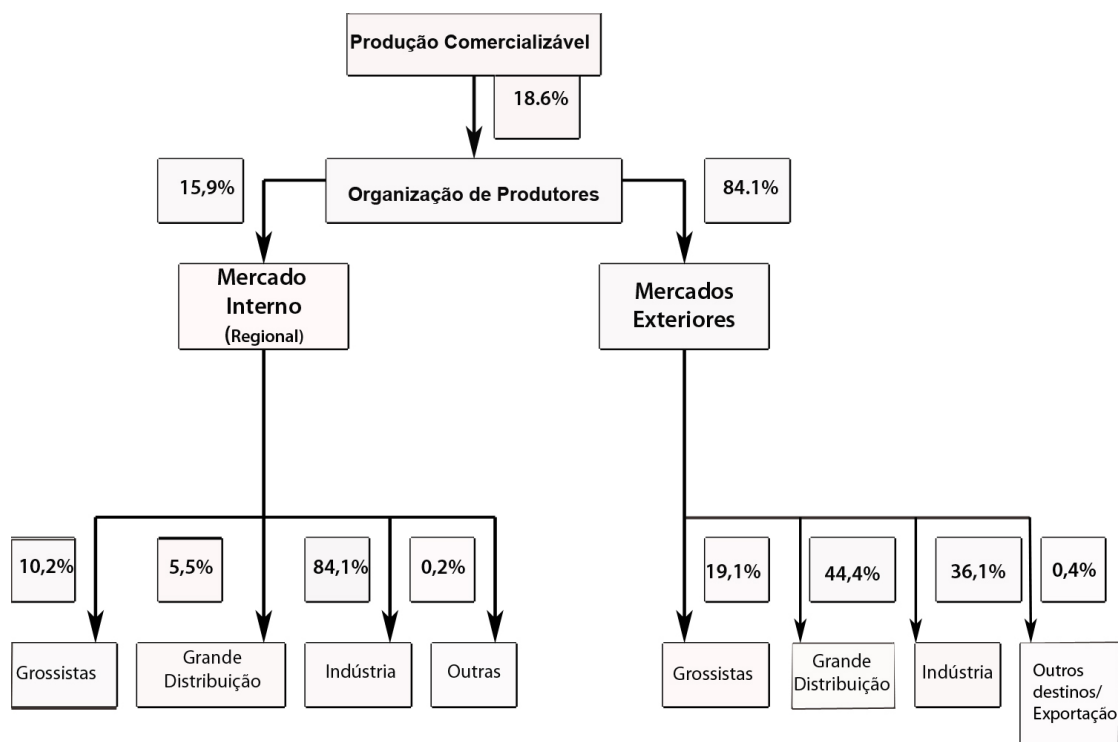 Produção Comercializável
18.6%
15,9%
Organização de Produtores
84.1%
Mercado
Interno
(Regional)
Mercados
Exteriores
10,2%
5,5%
84,1%
0,2%
19,1%
44,4%
36,1%
0,4%
Grossistas
Grande
Distribuição
Indústria
Outras
Grossistas
Grande
Distribuição
Indústria
Outros
destinos/
Exportação